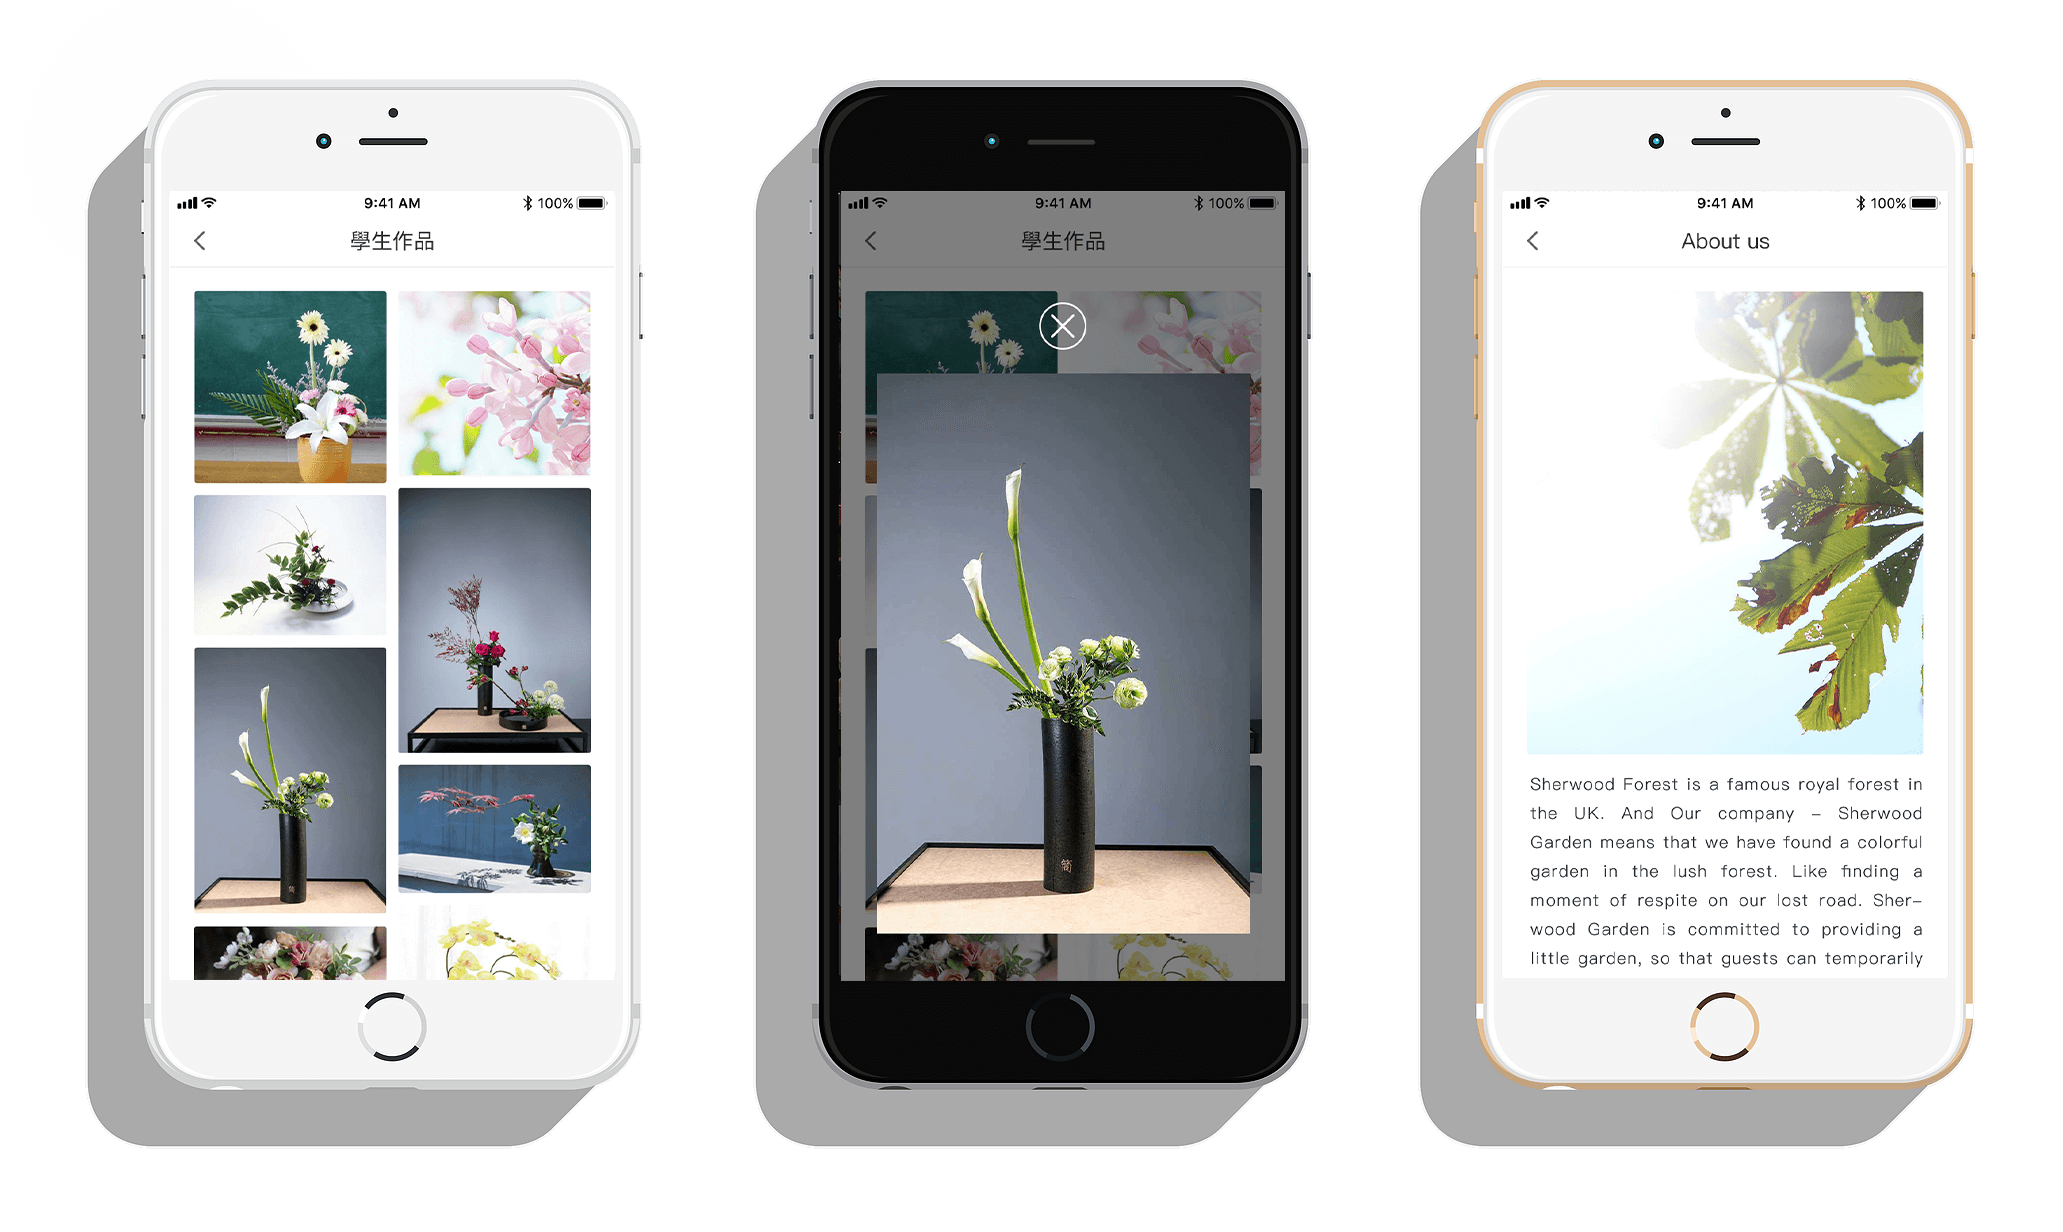 9:41 AM
100%
學生作品
9:41 AM
100%
學生作品
簡
9:41 AM
100%
About us
Sherwood Forest is a famous royal forest in
the UK. And Our company – Sherwood
Garden means that we have found a colorful
garden in the lush forest. Like finding a
moment of respite on our lost road. Sher–
wood Garden is committed to providing a
little garden, so that guests can temporarily